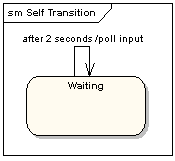 sm Self Transition
after 2 seconds /poll input
Waiting